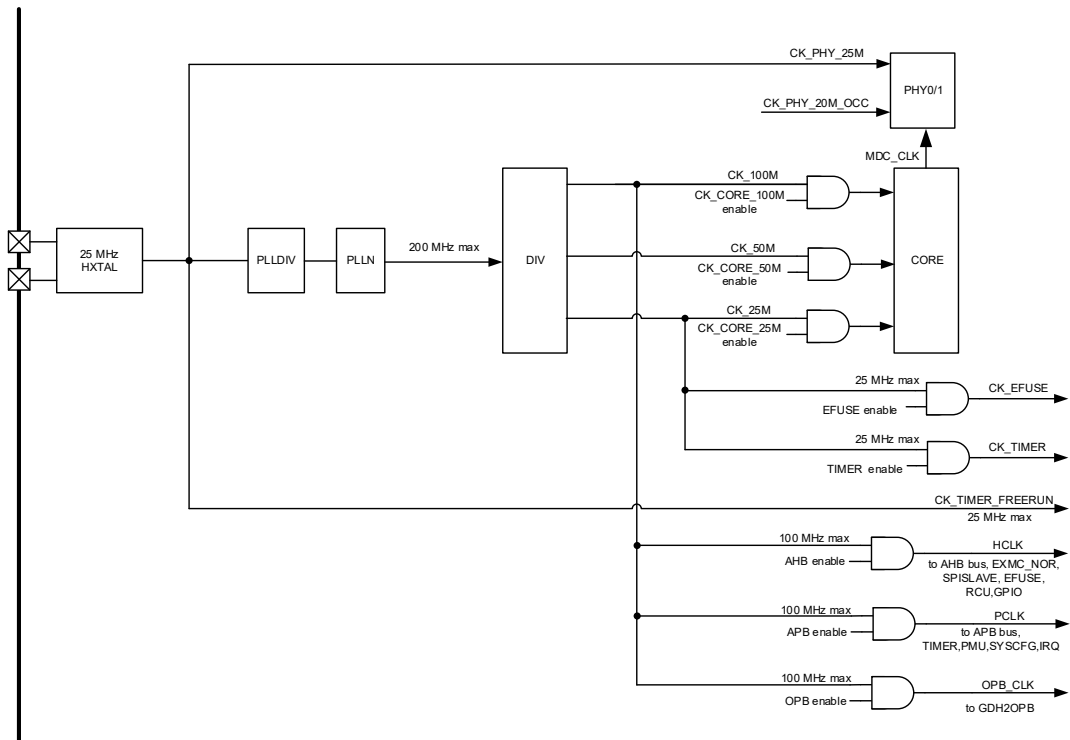 CK_PHY_25M
PHY0/1
CK_PHY_20M_OCC
MDC_CLK
CK_100M
CK_CORE_100M
enable
25 MHz
HXTAL
PLLDIV
PLLN
200 MHz max
DIV
CK_50M
CK_CORE_50M
enable
CORE
CK_25M
CK_CORE_25M
enable
25 MHz max
CK_EFUSE
EFUSE enable
25 MHz max
CK_TIMER
TIMER enable
CK_TIMER_FREERUN
25 MHz max
100 MHz max
HCLK
AHB enable
to AHB bus, EXMC_NOR,
SPISLAVE, EFUSE,
RCU,GPIO
100 MHz max
PCLK
APB enable
to APB bus,
TIMER,PMU,SYSCFG,IRQ
100 MHz max
OPB_CLK
OPB enable
to GDH2OPB